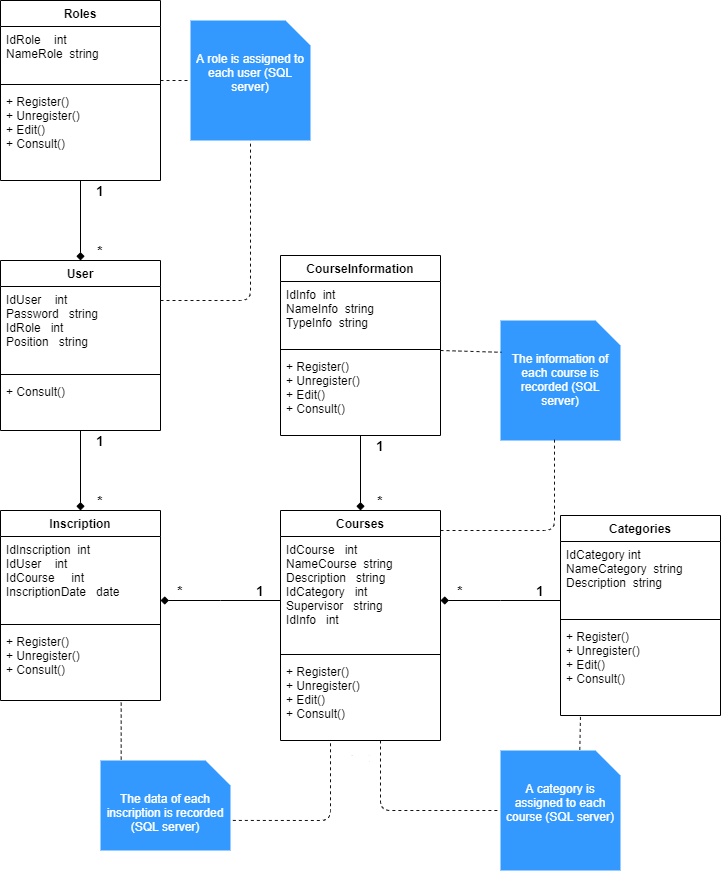 Roles
IdRole int
NameRole string
+ Register()
+ Unregister()
+ Edit()
+ Consult()
A role is assigned to
each user (SQL
server)
1
*
User
IdUser int
Password string
IdRole int
Position string
+ Consult()
1
*
CourseInformation
IdInfo int
NameInfo string
TypeInfo string
+ Register()
+ Unregister()
+ Edit()
+ Consult()
The information of
each course is
recorded (SQL
server)
1
*
Inscription
IdInscription int
IdUser int
IdCourse int
InscriptionDate date
+ Register()
+ Unregister()
+ Consult()
*
1
Courses
IdCourse int
NameCourse string
Description string
IdCategory int
Supervisor string
IdInfo int
+ Register()
+ Unregister()
+ Edit()
+ Consult()
*
1
Categories
IdCategory int
NameCategory string
Description string
+ Register()
+ Unregister()
+ Edit()
+ Consult()
The data of each
inscription is recorded
(SQL server)
A category is
assigned to each
course (SQL server)